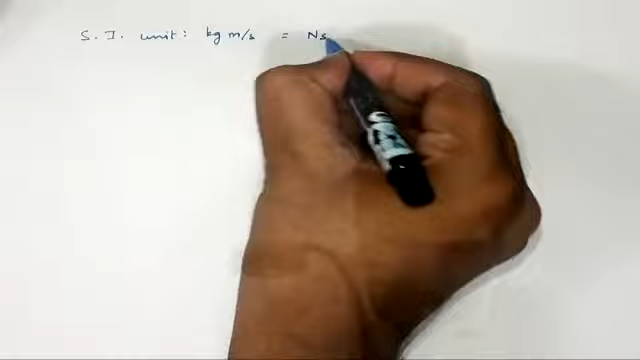 S.I. unit: kg m/s = Ns